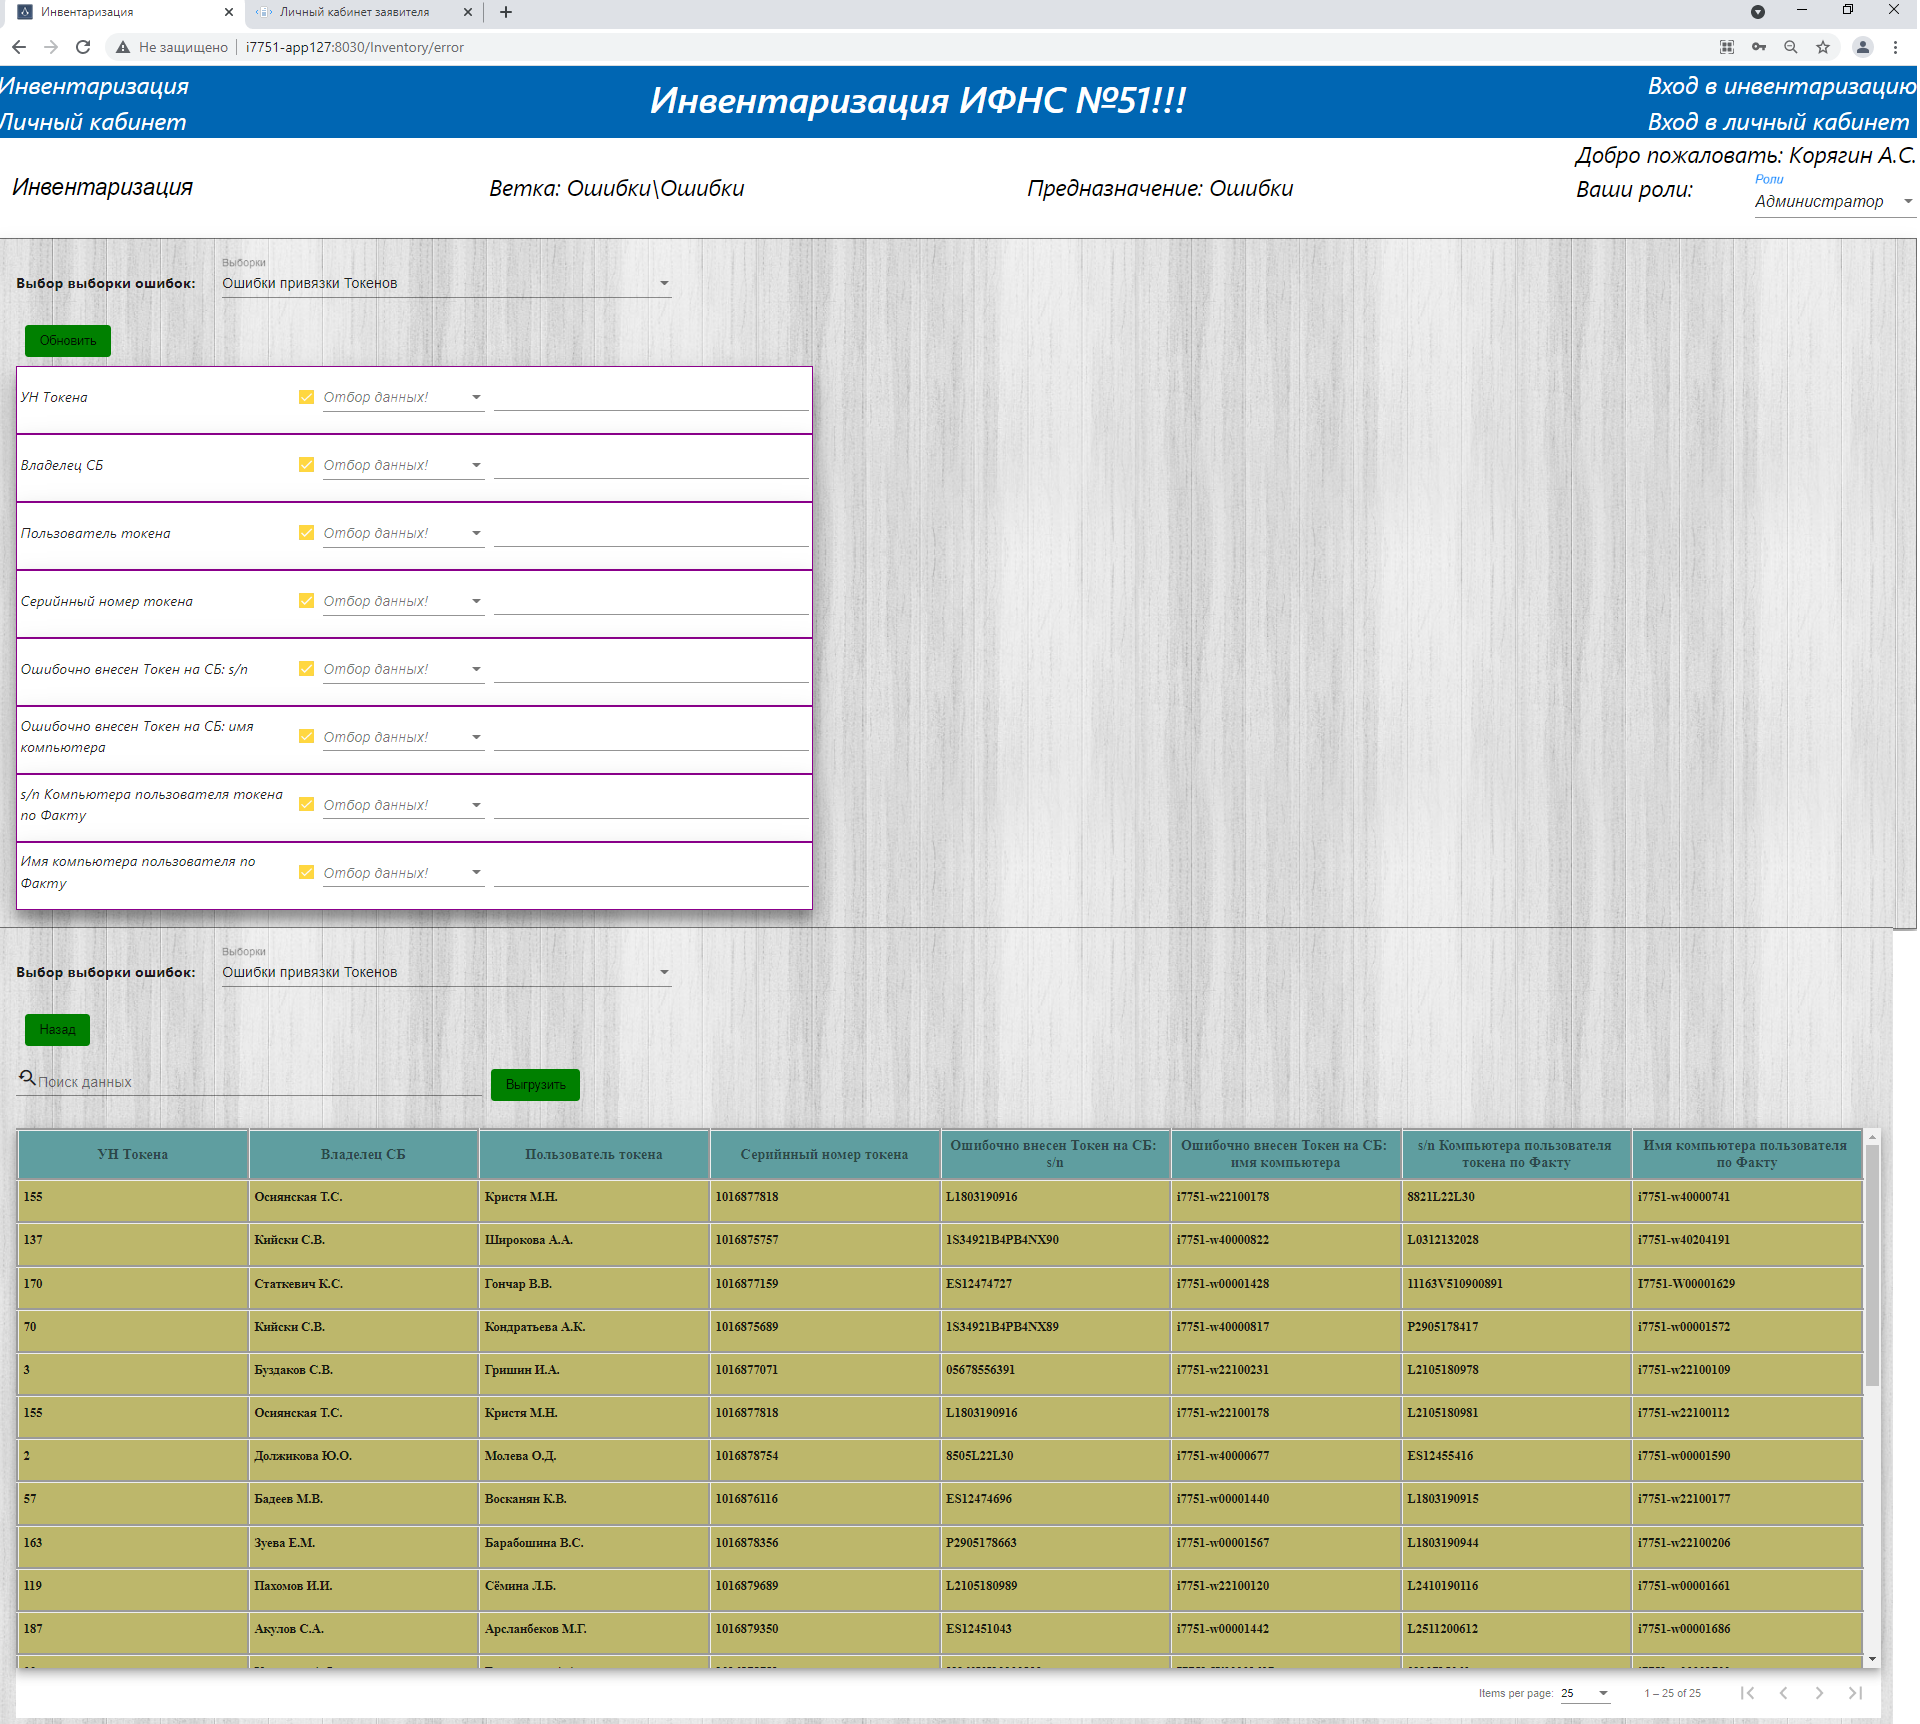 Инвентаризация
Личный кабинет заявителя
Не защищено
i7751-app127:8030/Inventory/error
Инвентаризация
Личный кабинет
Инвентаризация ИФНС №51!!!
Вход в инвентаризацию
Вход в личный кабинет
Добро пожаловать: Корягин А.С.
Инвентаризация
Ветка: Ошибки\Ошибки
Предназначение: Ошибки
Ваши роли:
Роли
Администратор
Выборки
Выбор выборки ошибок:
Ошибки привязки Токенов
Обновить
УН Токена
Отбор данных!
Владелец СБ
Отбор данных!
Пользователь токена
Отбор данных!
Серийнный номер токена
Отбор данных!
Ошибочно внесен Токен на СБ: s/n
Отбор данных!
Ошибочно внесен Токен на СБ: имя
компьютера
Отбор данных!
s/n Компьютера пользователя токена
по Факту
Отбор данных!
Имя компьютера пользователя по
Факту
Отбор данных!
Выборки
Выбор выборки ошибок:
Ошибки привязки Токенов
Назад
Поиск данных
Выгрузить
УН Токена
Владелец СБ
Пользователь токена
Серийнный номер токена
Ошибочно внесен Токен на СБ:
s/n
Ошибочно внесен Токен на СБ:
имя компьютера
s/n Компьютера пользователя
токена по Факту
Имя компьютера пользователя
по Факту
155 Осиянская Т.С. Кристя М.Н. 1016877818 L1803190916 i7751-w22100178 8821L22L30 i7751-w40000741
137 Кийски С.В. Широкова А.А. 1016875757 1S34921B4PB4NX90 i7751-w40000822 L0312132028 i7751-w40204191
170 Статкевич К.С. Гончар В.В. 1016877159 ES12474727 i7751-w00001428 11163V510900891 I7751-W00001629
70 Кийски С.В. Кондратьева А.К. 1016875689 1S34921B4PB4NX89 i7751-w40000817 P2905178417 i7751-w00001572
3 Буздаков С.В. Гришин И.А. 1016877071 05678556391 i7751-w22100231 L2105180978 i7751-w22100109
155 Осиянская Т.С. Кристя М.Н. 1016877818 L1803190916 i7751-w22100178 L2105180981 i7751-w22100112
2 Должикова Ю.О. Молева О.Д. 1016878754 8505L22L30 i7751-w40000677 ES12455416 i7751-w00001590
57 Бадеев М.В. Восканян К.В. 1016876116 ES12474696 i7751-w00001440 L1803190915 i7751-w22100177
163 Зуева Е.М. Барабошина В.С. 1016878356 P2905178663 i7751-w00001567 L1803190944 i7751-w22100206
119 Пахомов И.И. Сёмина Л.Б. 1016879689 L2105180989 i7751-w22100120 L2410190116 i7751-w00001661
187 Акулов С.А. Арсланбеков М.Г. 1016879350 ES12451043 i7751-w00001442 L2511200612 i7751-w00001686
Items per page: 25
1 – 25 of 25